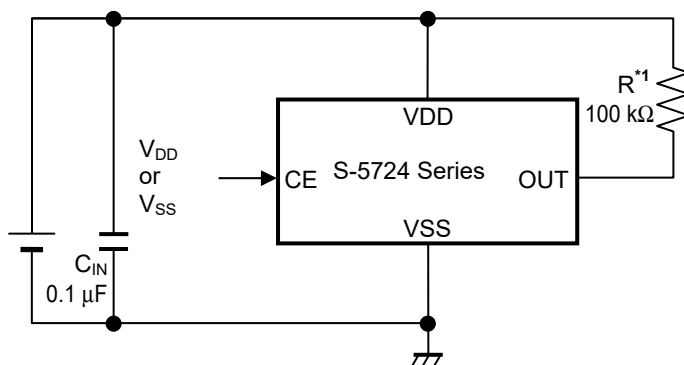 R*1
100 kΩ
VDD
VDD
or
VSS
CE
S-5724 Series
OUT
VSS
CIN
0.1 μF